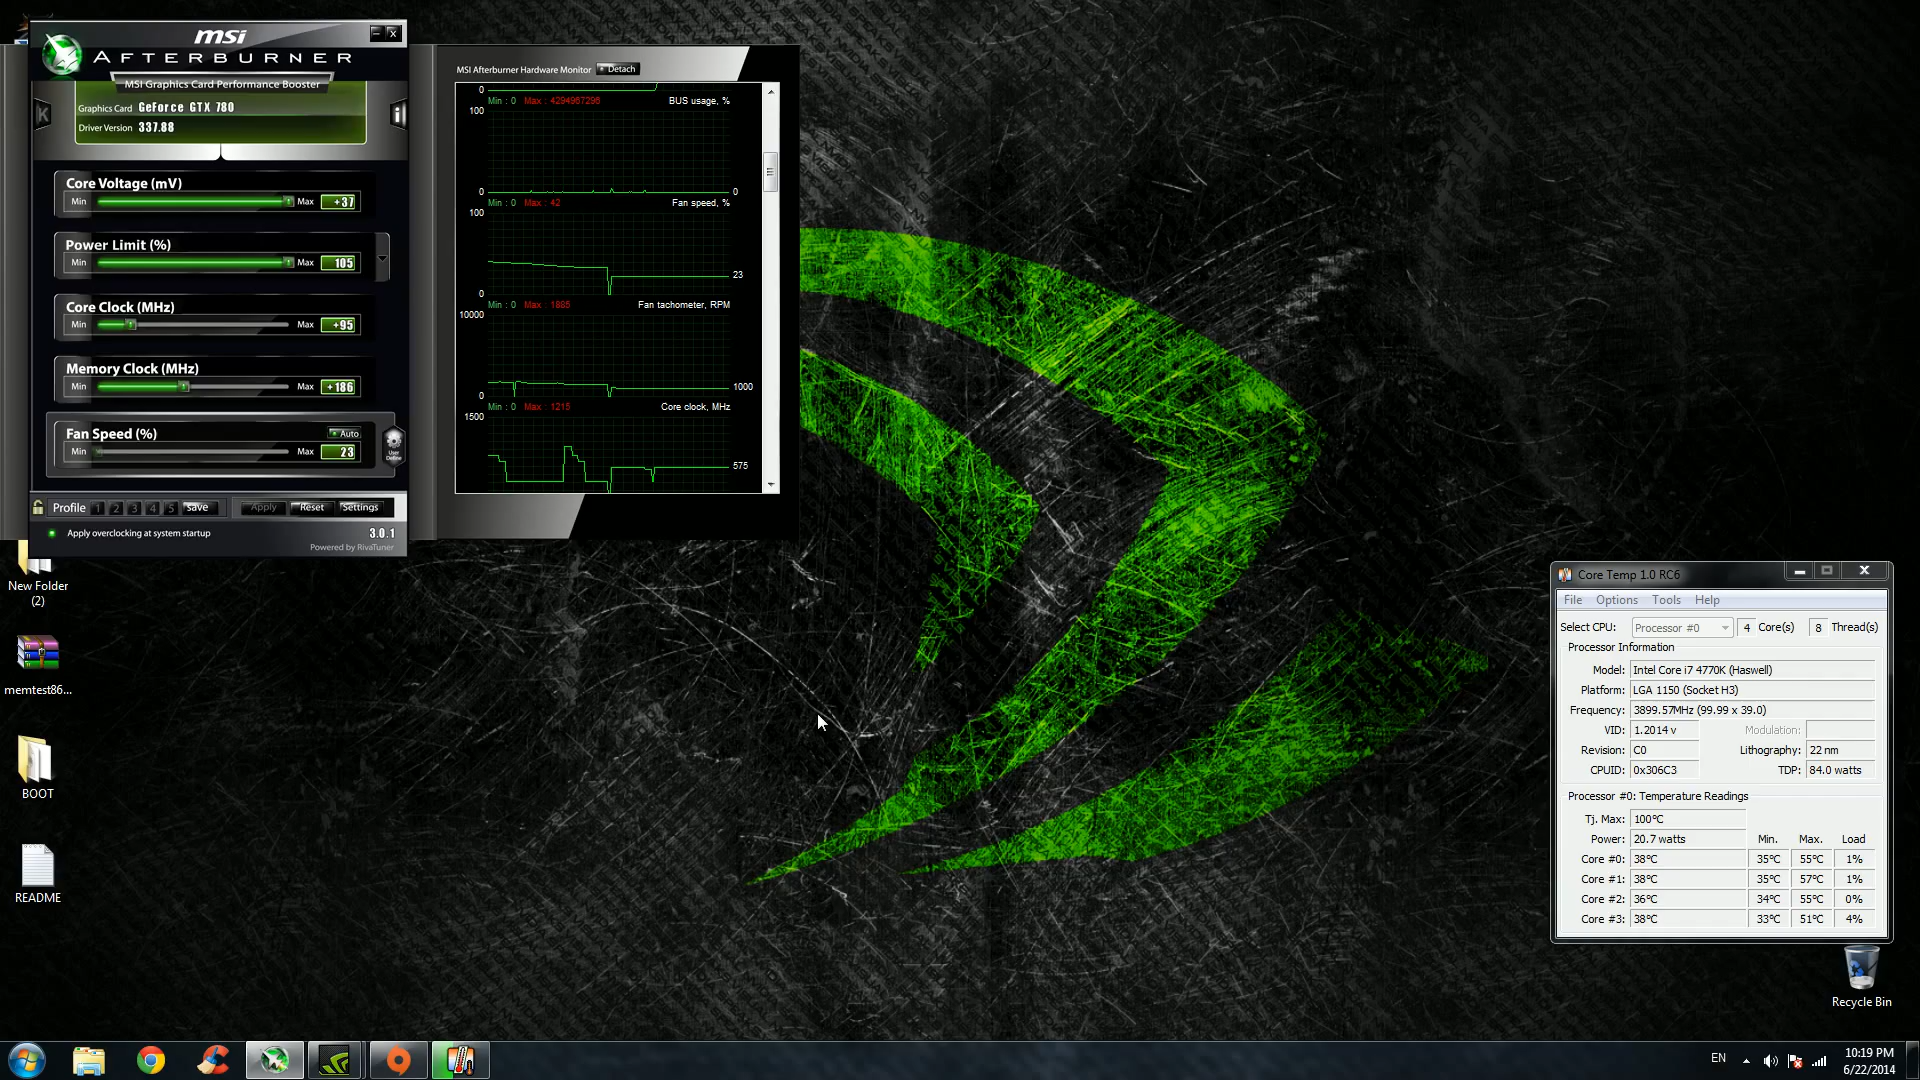 msi
AFTERBURNER
MSI Graphics Card Performance Booster
Graphics Card GeForce GTX 780
Driver Version 337.88
K
i
Core Voltage (mV)
Min Max +37
Power Limit (%)
Min Max 105
Core Clock (MHz)
Min Max +95
Memory Clock (MHz)
Min Max +186
Fan Speed (%) Auto
Min Max 23
User Define
Profile 1 2 3 4 5 Save Apply Reset Settings
Apply overclocking at system startup 3.0.1
Powered by RivaTuner
MSI Afterburner Hardware Monitor Detach
0
Min : 0 Max : 4294967296 BUS usage, %
100
0 0
Min : 0 Max : 42 Fan speed, %
100
23
0
Min : 0 Max : 1885 Fan tachometer, RPM
10000
1000
0
Min : 0 Max : 1215 Core clock, MHz
1500
575
New Folder
(2)
memtest86...
BOOT
README
Core Temp 1.0 RC6
File Options Tools Help
Select CPU: Processor #0 4 Core(s) 8 Thread(s)
Processor Information
Model: Intel Core i7 4770K (Haswell)
Platform: LGA 1150 (Socket H3)
Frequency: 3899.57MHz (99.99 x 39.0)
VID: 1.2014 v Modulation:
Revision: C0 Lithography: 22 nm
CPUID: 0x306C3 TDP: 84.0 watts
Processor #0: Temperature Readings
Tj. Max: 100°C
Power: 20.7 watts Min. Max. Load
Core #0: 38°C 35°C 55°C 1%
Core #1: 38°C 35°C 57°C 1%
Core #2: 36°C 34°C 55°C 0%
Core #3: 38°C 33°C 51°C 4%
Recycle Bin
EN
10:19 PM
6/22/2014